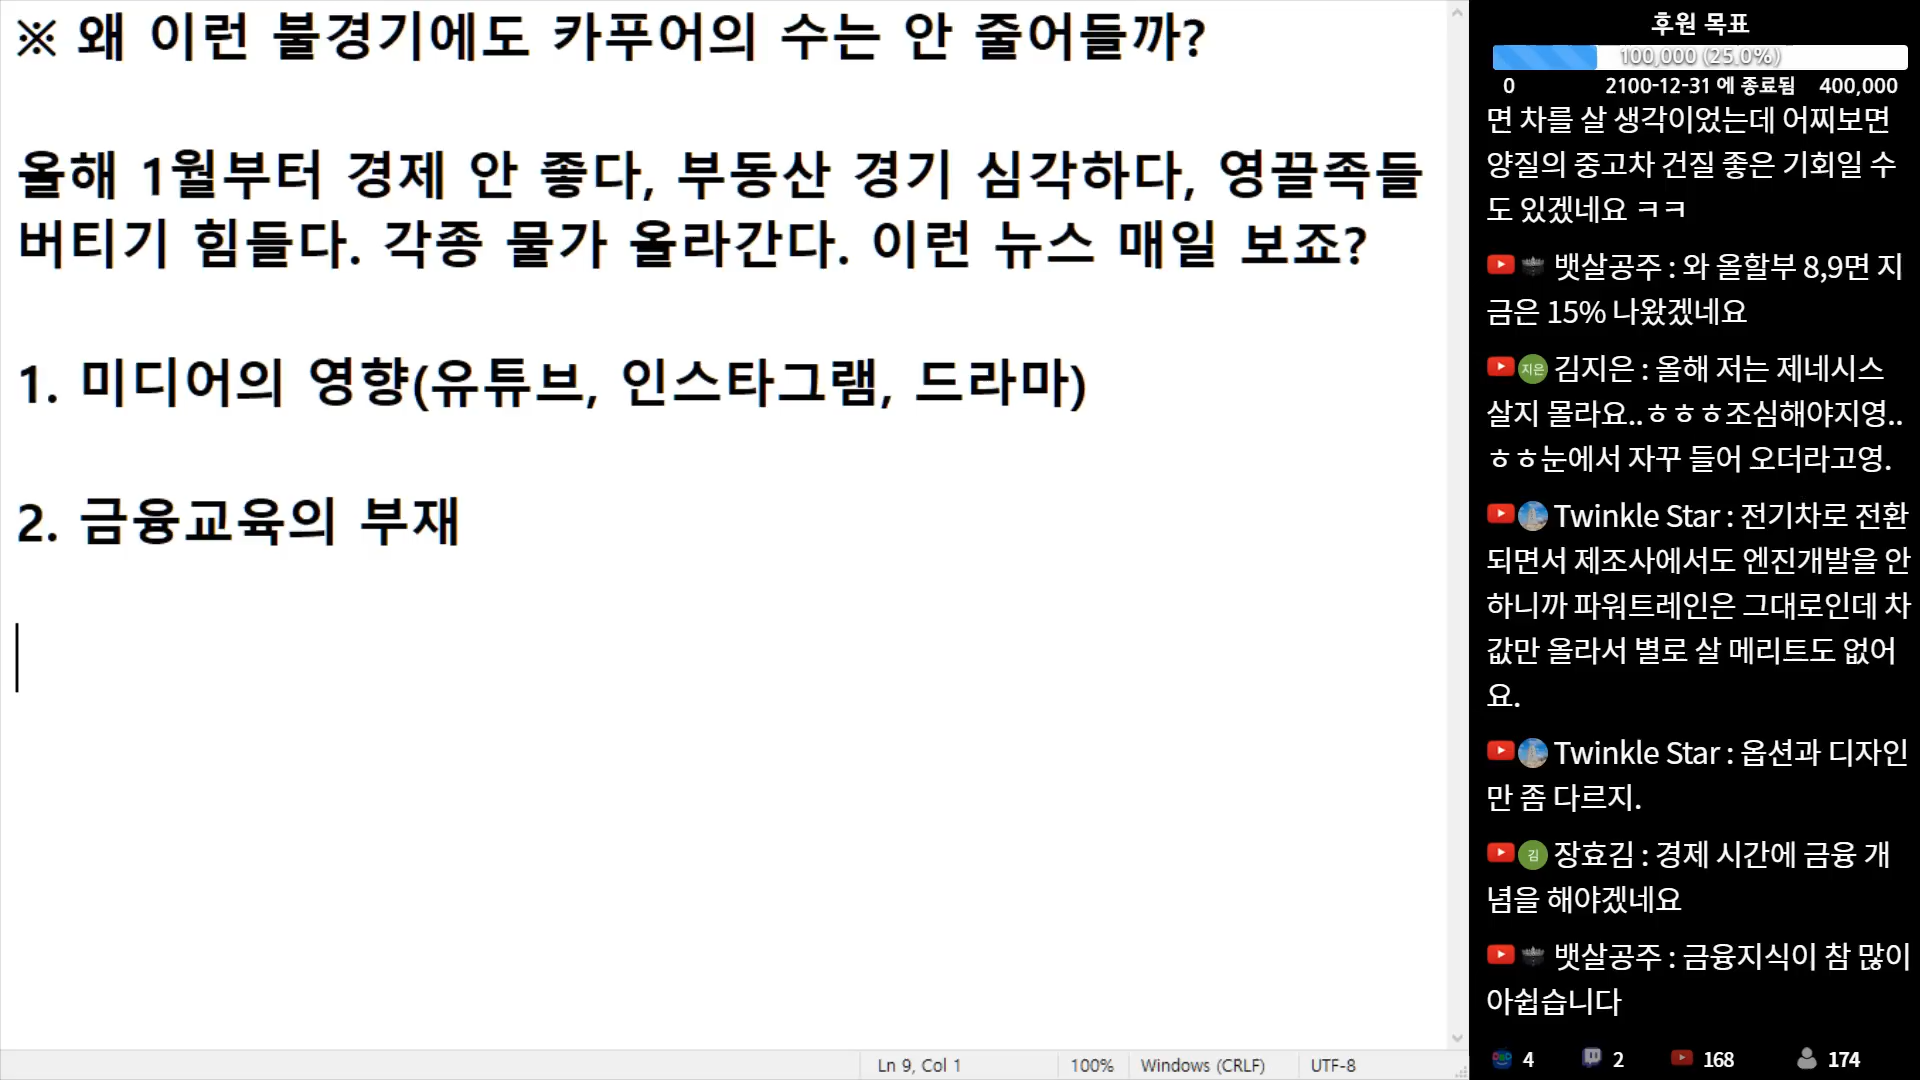 ※ 왜 이런 불경기에도 카푸어의 수는 안 줄어들까?
올해 1월부터 경제 안 좋다, 부동산 경기 심각하다, 영끌족들
버티기 힘들다. 각종 물가 올라간다. 이런 뉴스 매일 보죠?
1. 미디어의 영향(유튜브, 인스타그램, 드라마)
2. 금융교육의 부재
Ln 9, Col 1
100%
Windows (CRLF)
UTF-8
후원 목표
100,000 (25.0%)
0 2100-12-31 에 종료됨 400,000
면 차를 살 생각이었는데 어찌보면
양질의 중고차 건질 좋은 기회일 수
도 있겠네요 ㅋㅋ
뱃살공주 : 와 올할부 8,9면 지
금은 15% 나왔겠네요
지은 김지은 : 올해 저는 제네시스
살지 몰라요..ㅎㅎㅎ조심해야지영..
ㅎㅎ눈에서 자꾸 들어 오더라고영.
Twinkle Star : 전기차로 전환
되면서 제조사에서도 엔진개발을 안
하니까 파워트레인은 그대로인데 차
값만 올라서 별로 살 메리트도 없어
요.
Twinkle Star : 옵션과 디자인
만 좀 다르지.
김 장효김 : 경제 시간에 금융 개
념을 해야겠네요
뱃살공주 : 금융지식이 참 많이
아쉽습니다
4 2 168 174